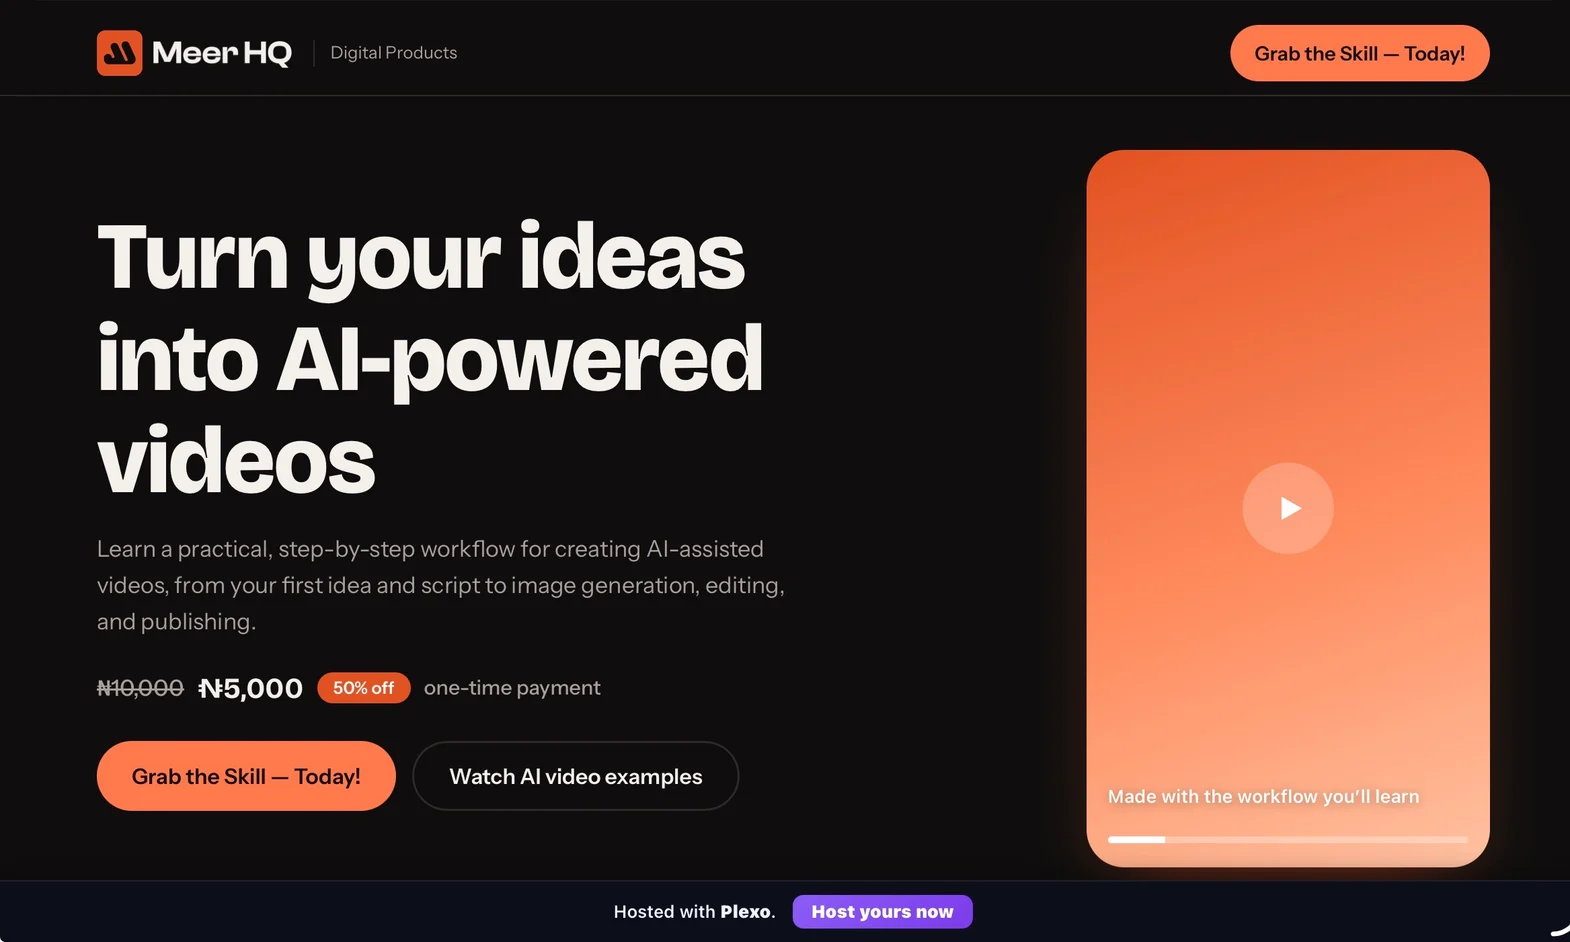 Meer HQ
Digital Products
Grab the Skill — Today!
Turn your ideas
into AI-powered
videos
Learn a practical, step-by-step workflow for creating AI-assisted
videos, from your first idea and script to image generation, editing,
and publishing.
₦10,000 ₦5,000 50% off one-time payment
Grab the Skill — Today!
Watch AI video examples
Made with the workflow you’ll learn
Hosted with Plexo.
Host yours now